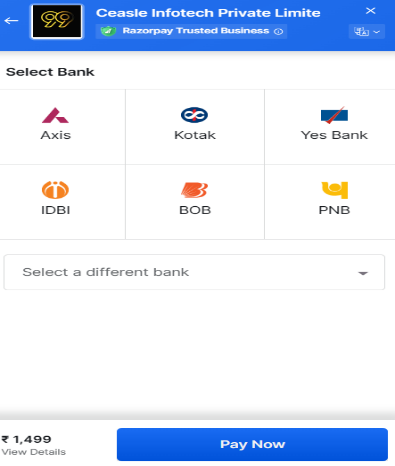 99
Ceasle Infotech Private Limite
Razorpay Trusted Business
Select Bank
Axis
Kotak
Yes Bank
IDBI
BOB
PNB
Select a different bank
₹ 1,499
View Details
Pay Now